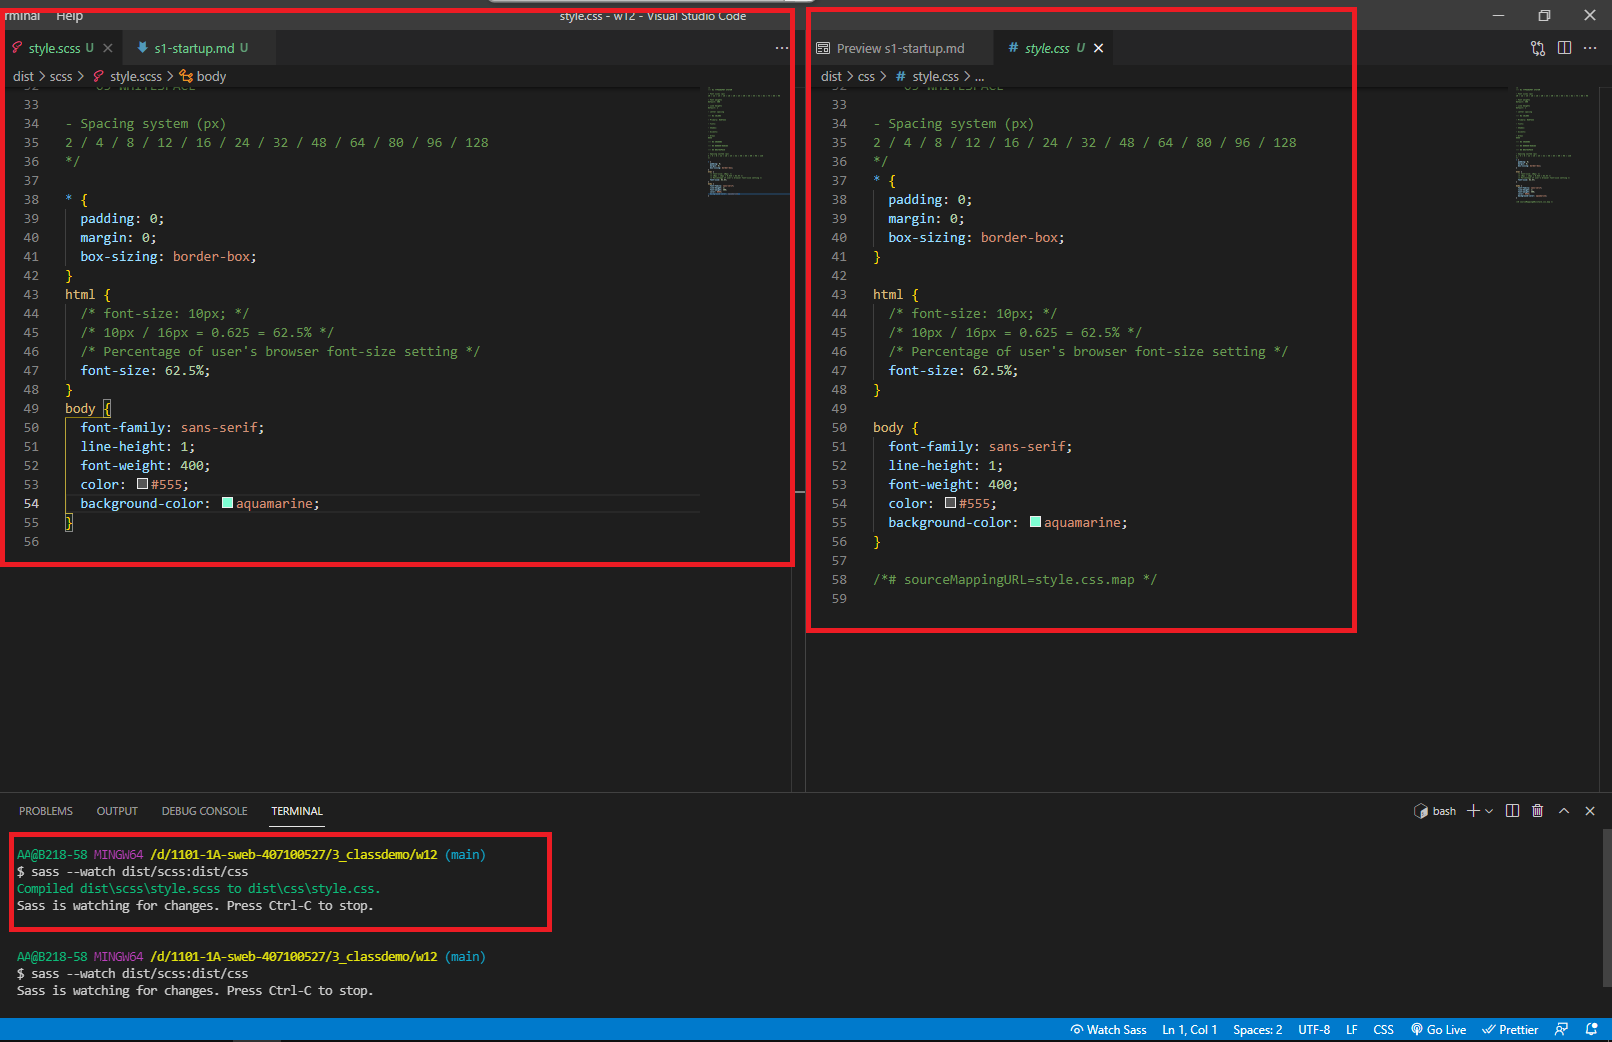 rminal Help
style.css - w12 - Visual Studio Code
style.scss U
s1-startup.md U
dist > scss > style.scss > body
33
34 - Spacing system (px)
35 2 / 4 / 8 / 12 / 16 / 24 / 32 / 48 / 64 / 80 / 96 / 128
36 */
37
38 * {
39 padding: 0;
40 margin: 0;
41 box-sizing: border-box;
42 }
43 html {
44 /* font-size: 10px; */
45 /* 10px / 16px = 0.625 = 62.5% */
46 /* Percentage of user's browser font-size setting */
47 font-size: 62.5%;
48 }
49 body {
50 font-family: sans-serif;
51 line-height: 1;
52 font-weight: 400;
53 color: #555;
54 background-color: aquamarine;
55 }
56
Preview s1-startup.md
# style.css U
dist > css > # style.css > ...
33
34 - Spacing system (px)
35 2 / 4 / 8 / 12 / 16 / 24 / 32 / 48 / 64 / 80 / 96 / 128
36 */
37 * {
38 padding: 0;
39 margin: 0;
40 box-sizing: border-box;
41 }
42
43 html {
44 /* font-size: 10px; */
45 /* 10px / 16px = 0.625 = 62.5% */
46 /* Percentage of user's browser font-size setting */
47 font-size: 62.5%;
48 }
49
50 body {
51 font-family: sans-serif;
52 line-height: 1;
53 font-weight: 400;
54 color: #555;
55 background-color: aquamarine;
56 }
57
58 /*# sourceMappingURL=style.css.map */
59
PROBLEMS OUTPUT DEBUG CONSOLE TERMINAL
bash
AA@B218-58 MINGW64 /d/1101-1A-sweb-407100527/3_classdemo/w12 (main)
$ sass --watch dist/scss:dist/css
Compiled dist\scss\style.scss to dist\css\style.css.
Sass is watching for changes. Press Ctrl-C to stop.
AA@B218-58 MINGW64 /d/1101-1A-sweb-407100527/3_classdemo/w12 (main)
$ sass --watch dist/scss:dist/css
Sass is watching for changes. Press Ctrl-C to stop.
Watch Sass Ln 1, Col 1 Spaces: 2 UTF-8 LF CSS Go Live Prettier